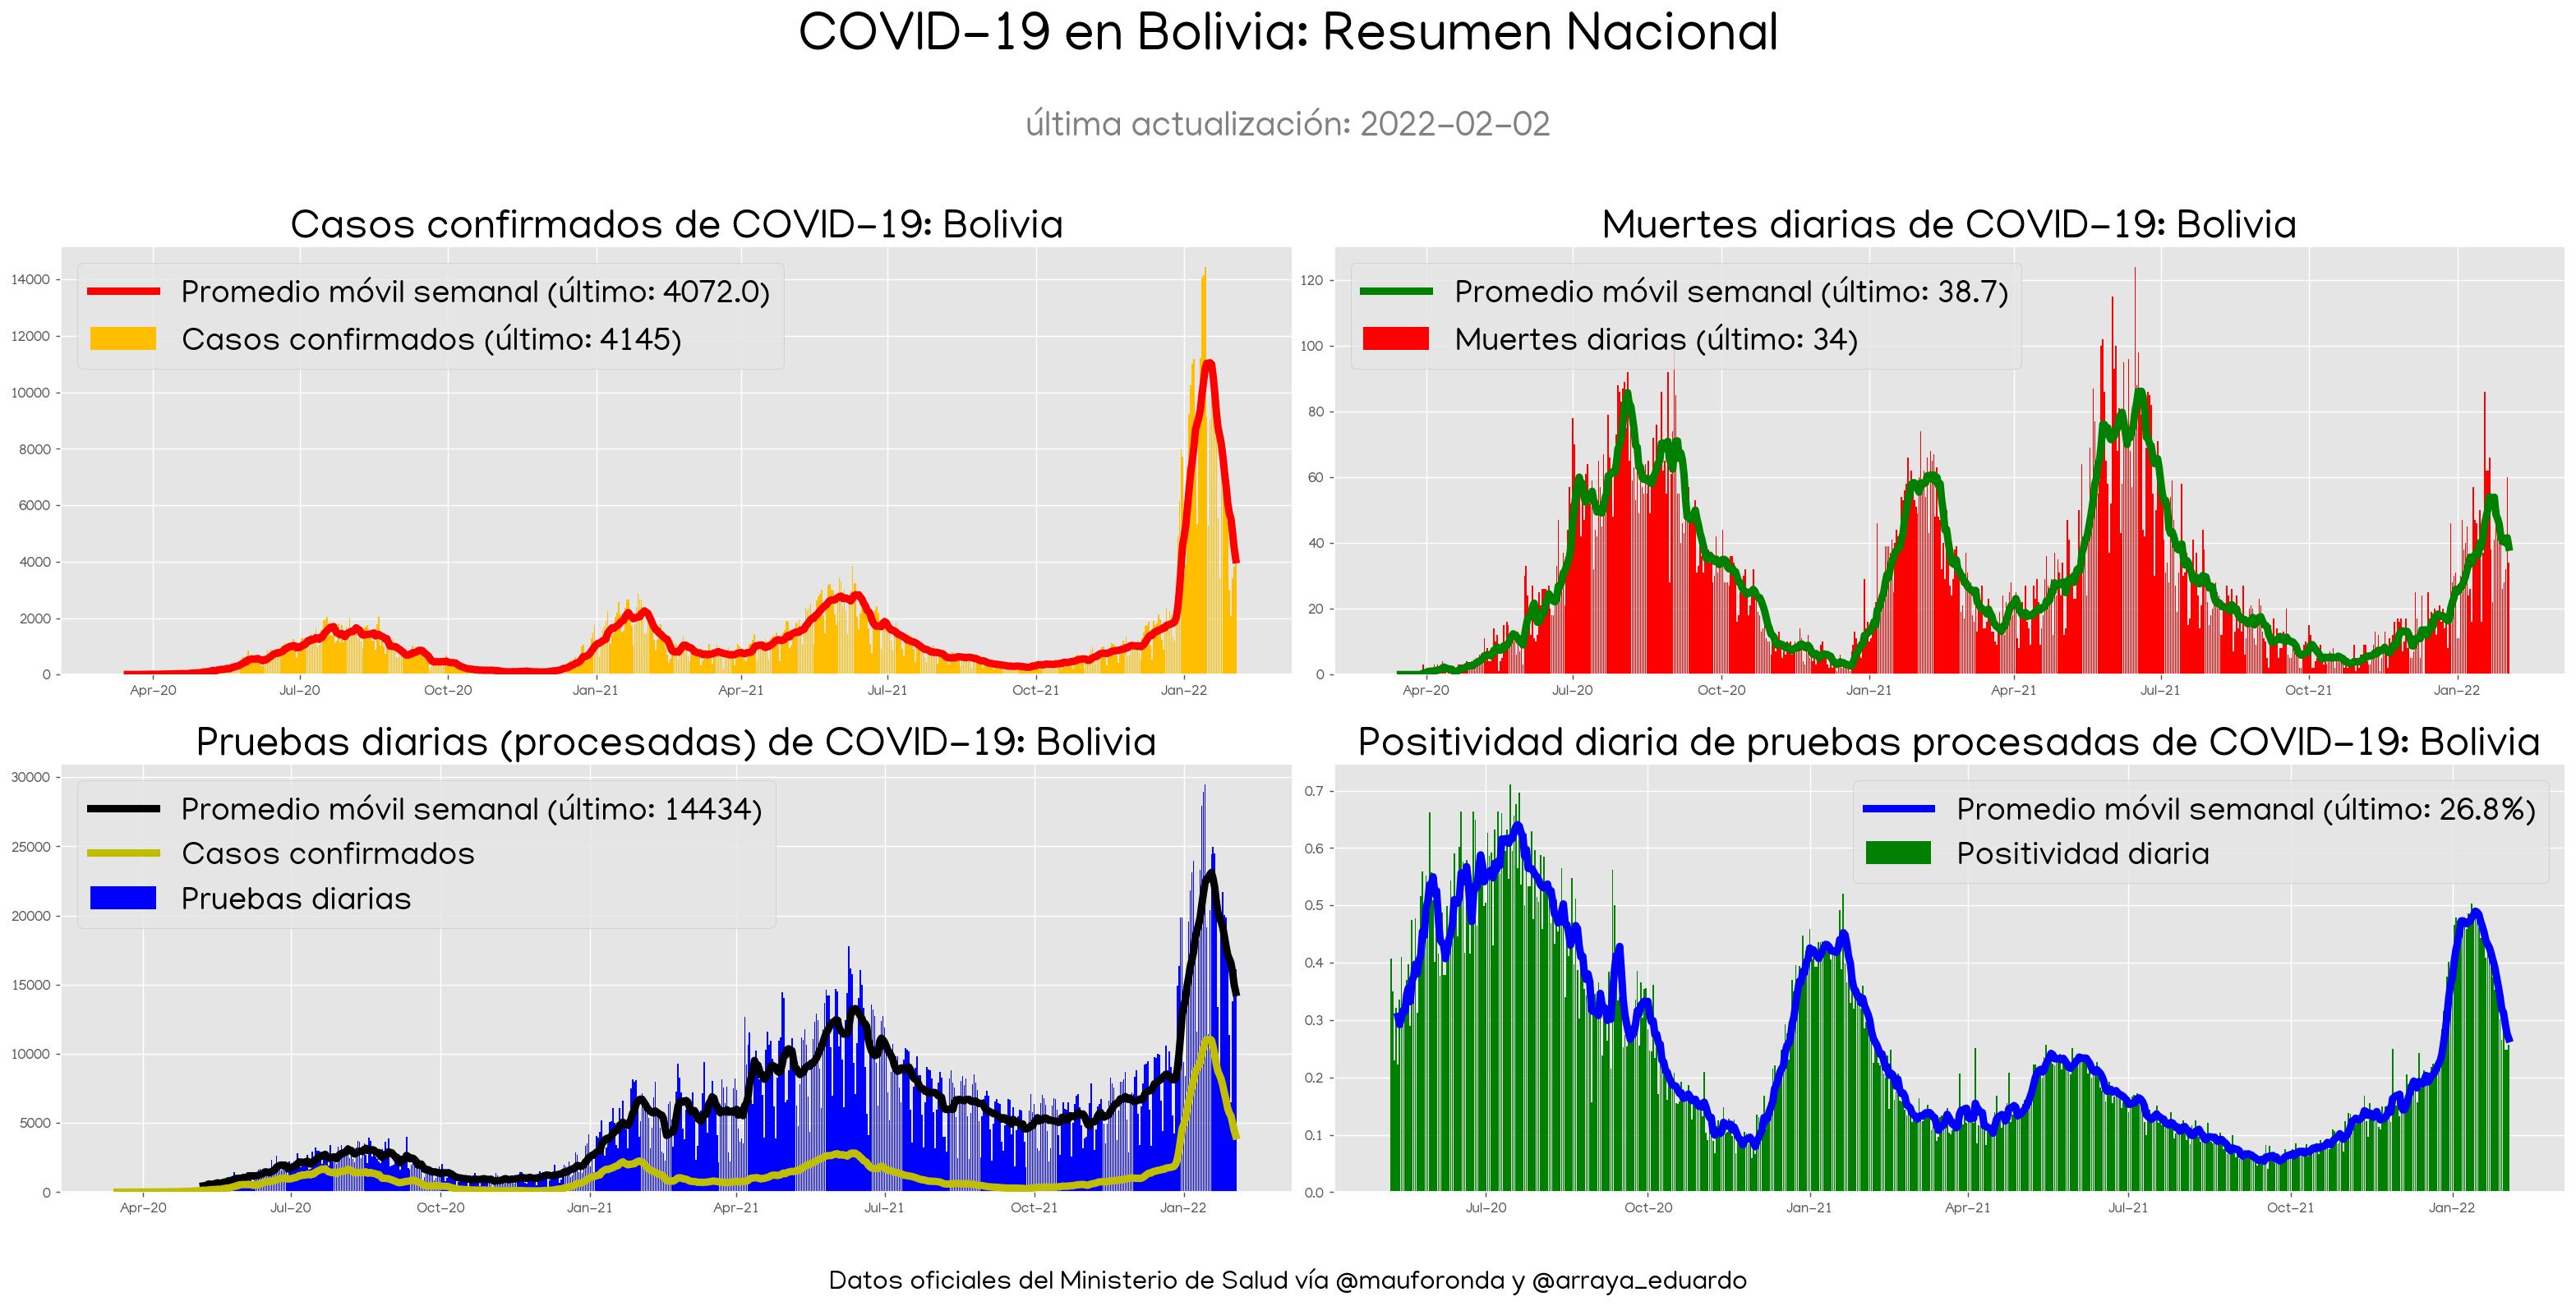 COVID-19 en Bolivia: Resumen Nacional
última actualización: 2022-02-02
Casos confirmados de COVID-19: Bolivia
Promedio móvil semanal (último: 4072.0)
Casos confirmados (último: 4145)
14000
12000
10000
8000
6000
4000
2000
0
Apr-20 Jul-20 Oct-20 Jan-21 Apr-21 Jul-21 Oct-21 Jan-22
Muertes diarias de COVID-19: Bolivia
Promedio móvil semanal (último: 38.7)
Muertes diarias (último: 34)
120
100
80
60
40
20
0
Apr-20 Jul-20 Oct-20 Jan-21 Apr-21 Jul-21 Oct-21 Jan-22
Pruebas diarias (procesadas) de COVID-19: Bolivia
Promedio móvil semanal (último: 14434)
Casos confirmados
Pruebas diarias
30000
25000
20000
15000
10000
5000
0
Apr-20 Jul-20 Oct-20 Jan-21 Apr-21 Jul-21 Oct-21 Jan-22
Positividad diaria de pruebas procesadas de COVID-19: Bolivia
Promedio móvil semanal (último: 26.8%)
Positividad diaria
0.7
0.6
0.5
0.4
0.3
0.2
0.1
0.0
Jul-20 Oct-20 Jan-21 Apr-21 Jul-21 Oct-21 Jan-22
Datos oficiales del Ministerio de Salud vía @mauforonda y @arraya_eduardo